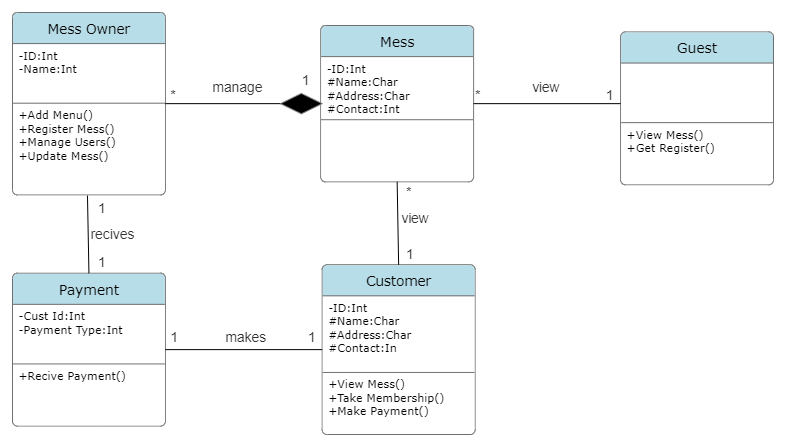 Mess Owner
-ID:Int
-Name:Int
+Add Menu()
+Register Mess()
+Manage Users()
+Update Mess()
*
manage
1
Mess
-ID:Int
#Name:Char
#Address:Char
#Contact:Int
*
view
1
Guest
+View Mess()
+Get Register()
1
recives
1
*
view
1
Payment
-Cust Id:Int
-Payment Type:Int
+Recive Payment()
1
makes
1
Customer
-ID:Int
#Name:Char
#Address:Char
#Contact:In
+View Mess()
+Take Membership()
+Make Payment()